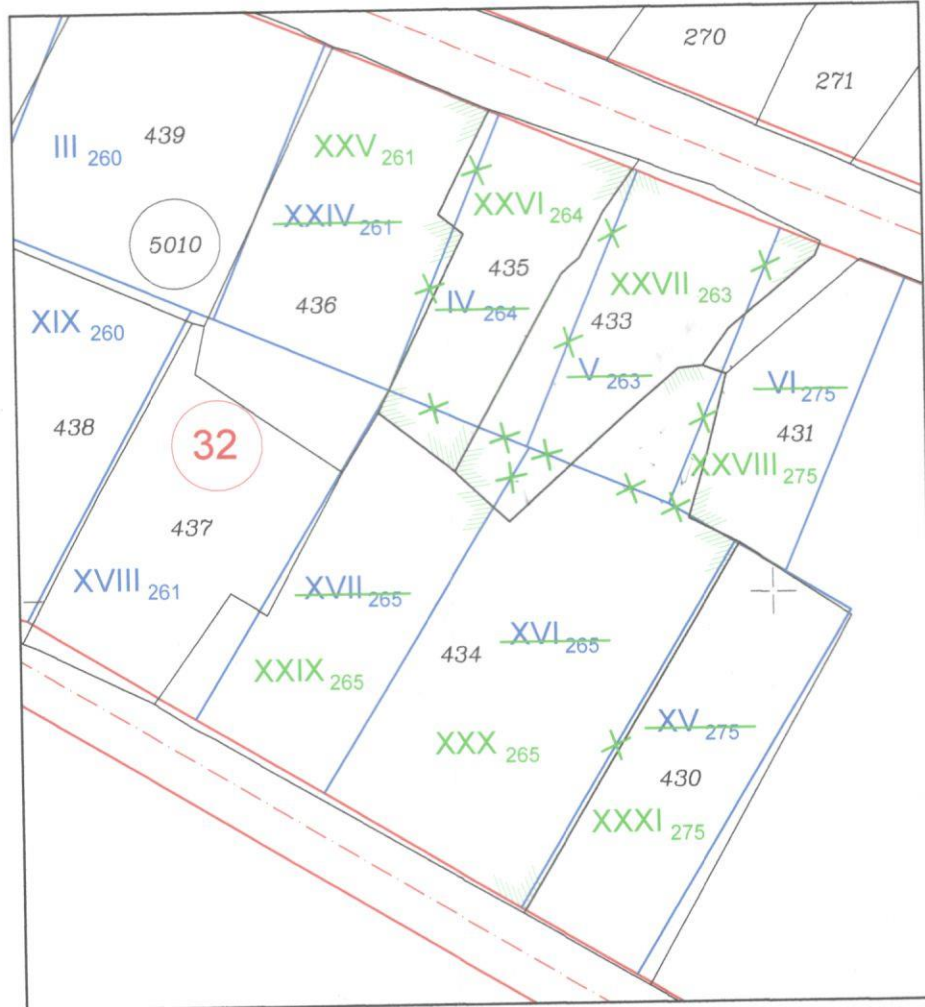 270
271
439
III 260
XXV 261
XXIV 261
XXVI 264
5010
435
XXVII 263
436
IV 264
433
XIX 260
V 263
VI 275
438
32
431
XXVIII 275
437
XVIII 261
XVII 265
XVI 265
434
XXIX 265
XV 275
XXX 265
430
XXXI 275